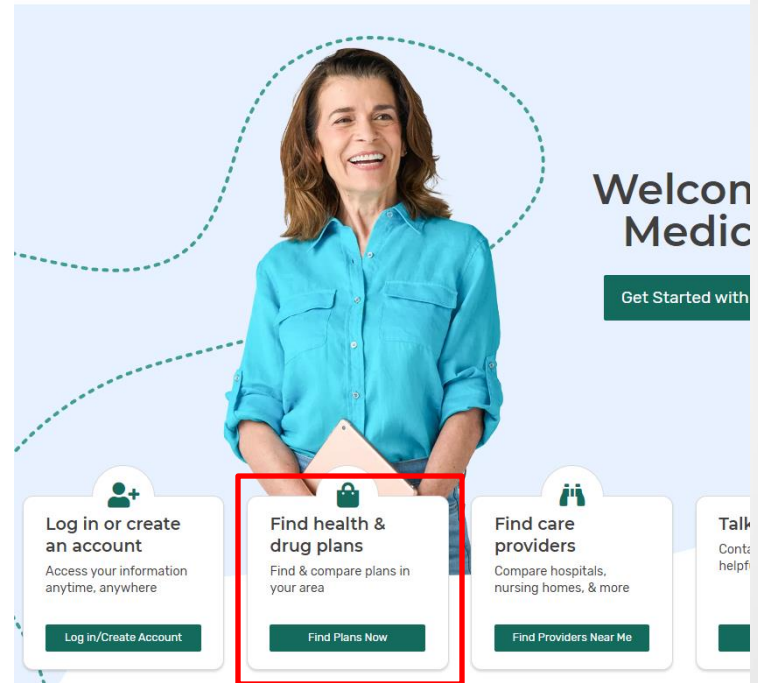 Welcon
Medic
Get Started with
Log in or create
an account
Access your information
anytime, anywhere
Log in/Create Account
Find health &
drug plans
Find & compare plans in
your area
Find Plans Now
Find care
providers
Compare hospitals,
nursing homes, & more
Find Providers Near Me
Talk
Conta
helpf